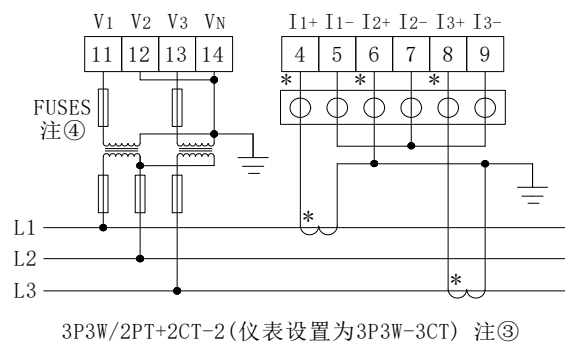 V1 V2 V3 VN I1+ I1- I2+ I2- I3+ I3-
11 12 13 14 4 5 6 7 8 9
* * *
FUSES
注④
L1 *
L2
L3 *
3P3W/2PT+2CT-2(仪表设置为3P3W-3CT) 注③